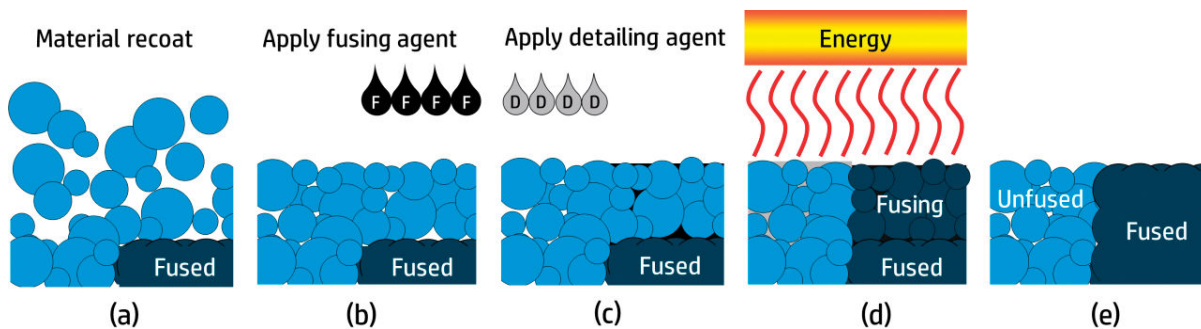 Material recoat
Apply fusing agent
Apply detailing agent
Energy
F F F F
D D D D
Fused
Fused
Fused
Fusing
Fused
Unfused
Fused
(a)
(b)
(c)
(d)
(e)